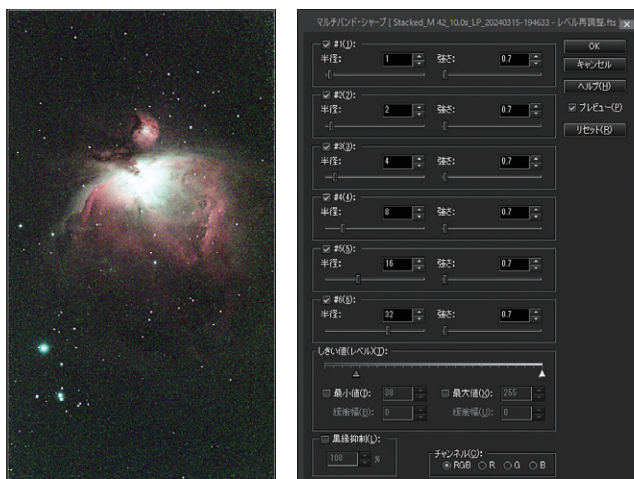 マルチバンド・シャープ [ Stacked_M 42_10.0s_LP_20240315-194633 - レベル再調整.fts ]
#1(1):
半径: 1 強さ: 0.7
#2(2):
半径: 2 強さ: 0.7
#3(3):
半径: 4 強さ: 0.7
#4(4):
半径: 8 強さ: 0.7
#5(5):
半径: 16 強さ: 0.7
#6(6):
半径: 32 強さ: 0.7
しきい値(レベル)(T):
最小値(I): 38 最大値(X): 255
緩衝幅(B): 0 緩衝幅(U): 0
黒縁抑制(L):
100 %
チャンネル(C):
RGB R G B
OK
キャンセル
ヘルプ(H)
プレビュー(P)
リセット(R)